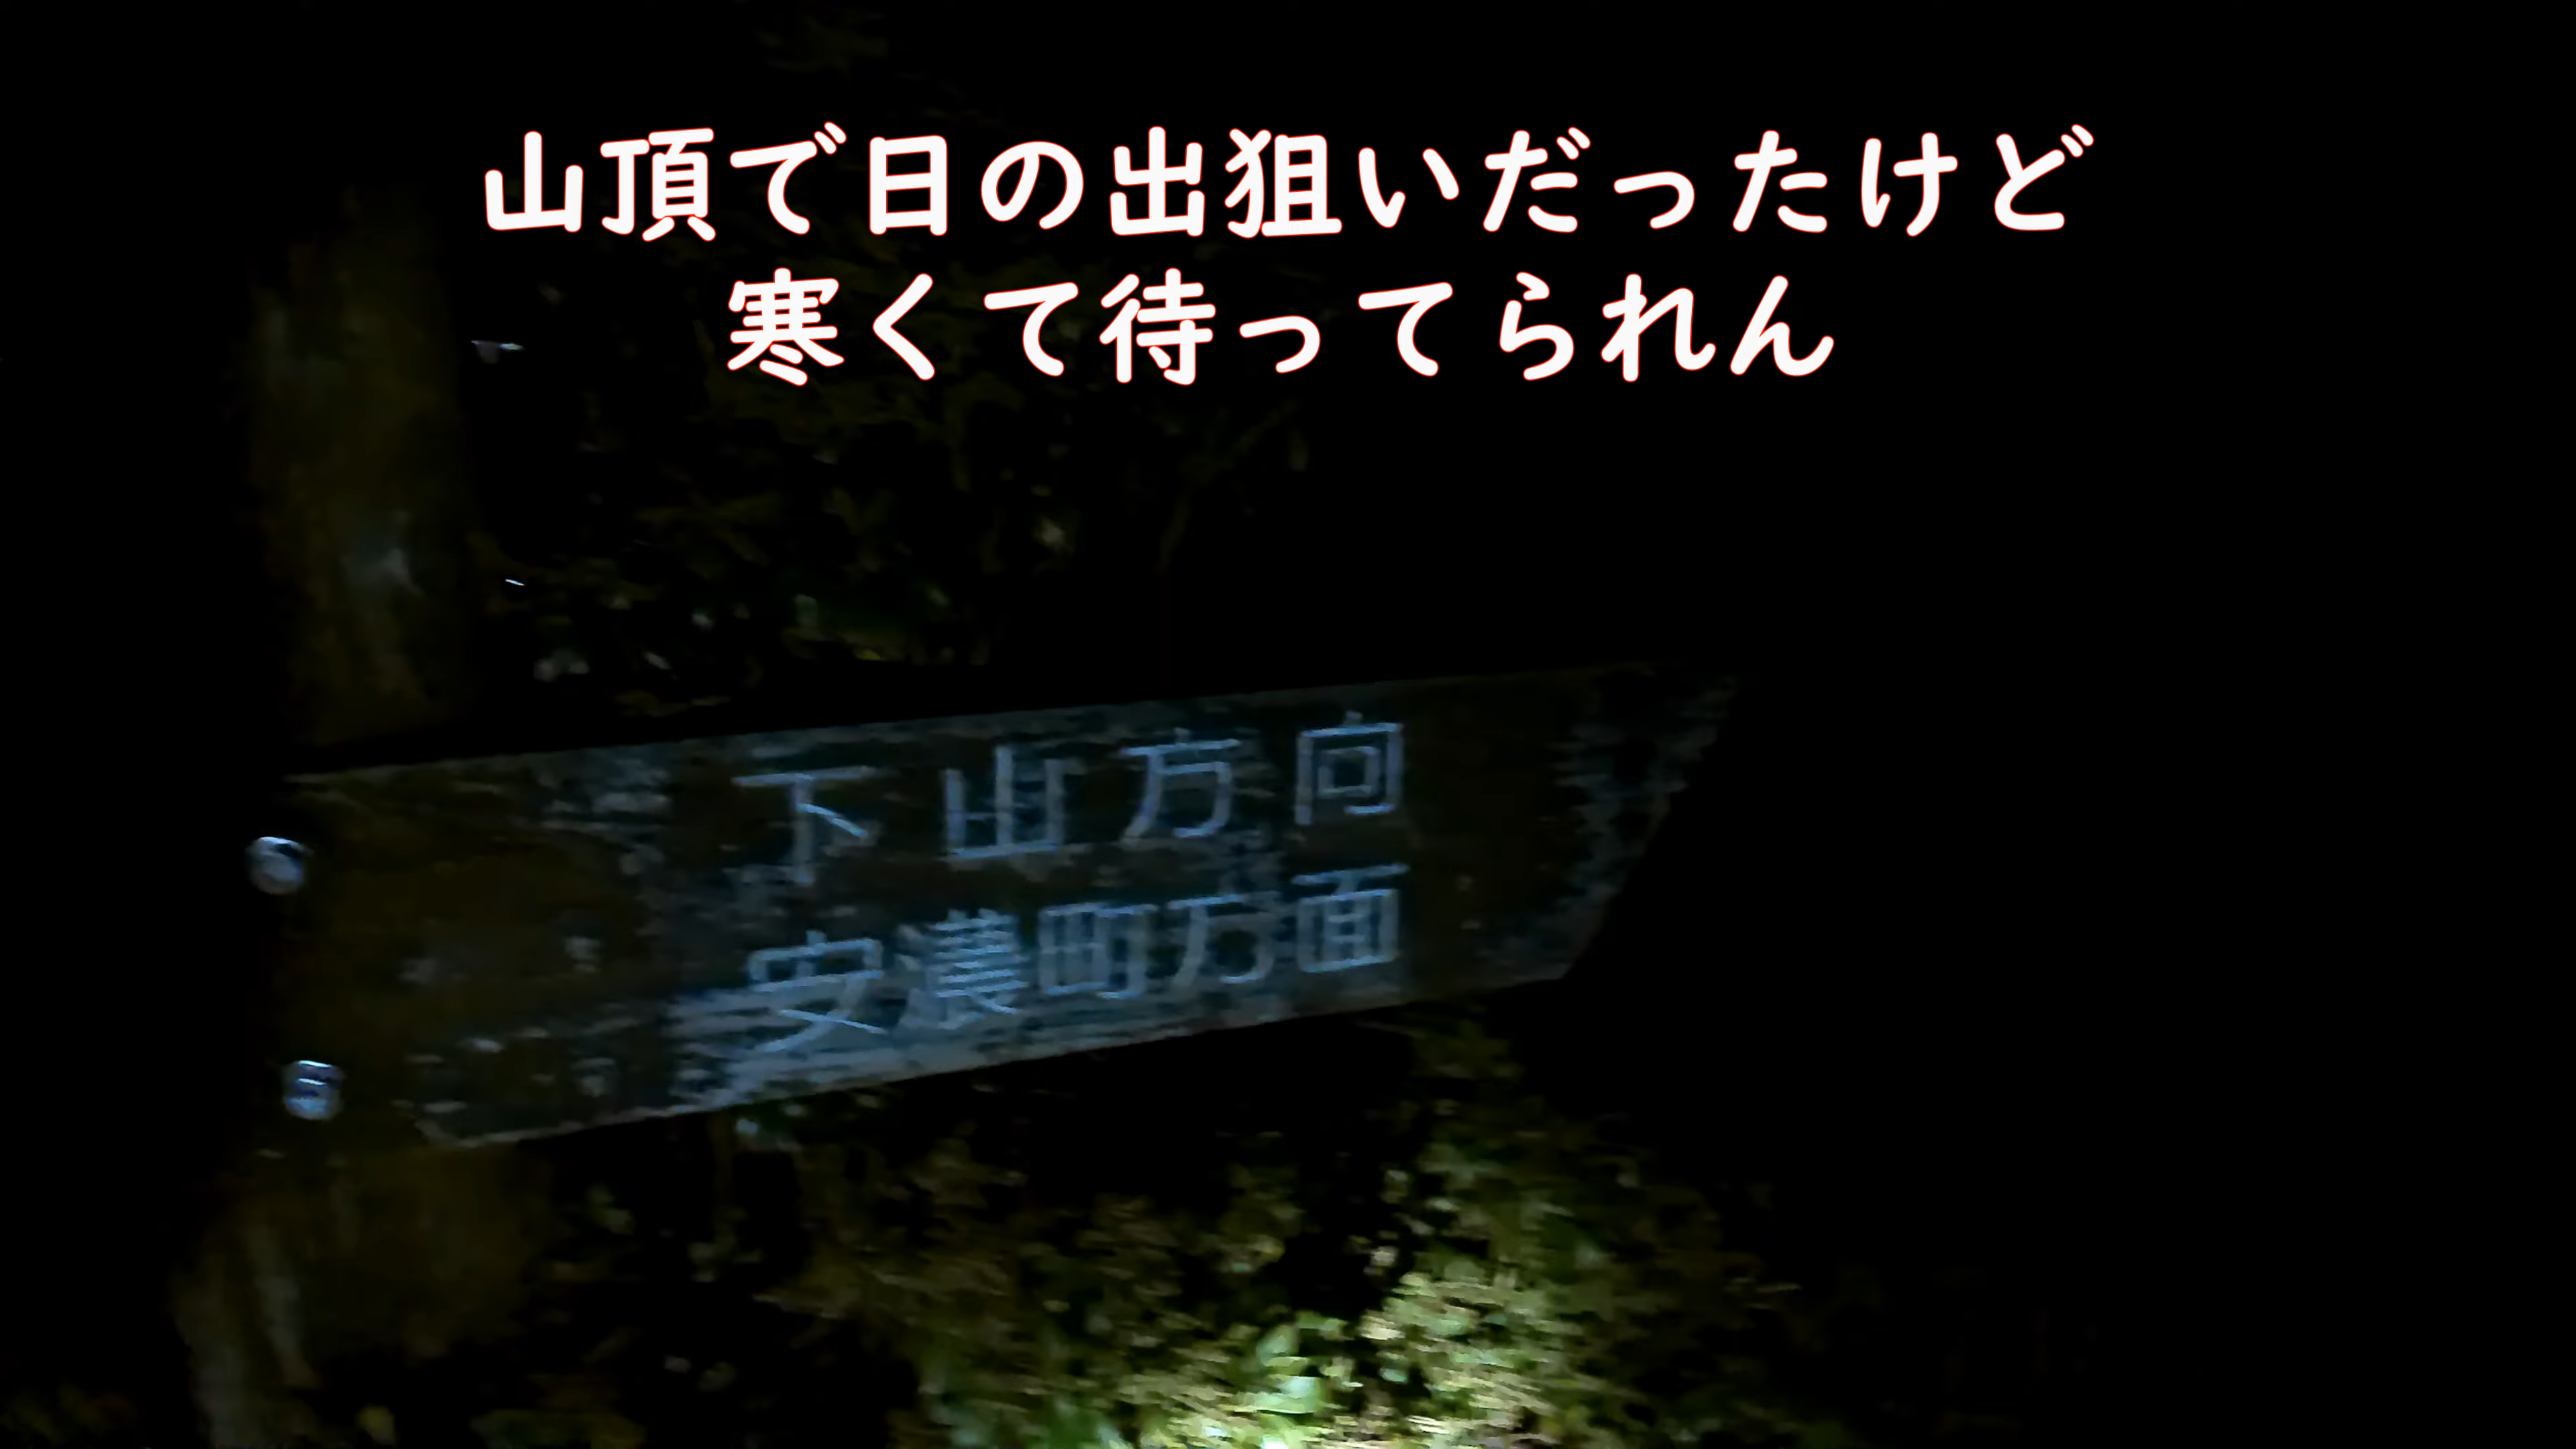 山頂で日の出狙いだったけど
寒くて待ってられん
下山方向
安濃町方面